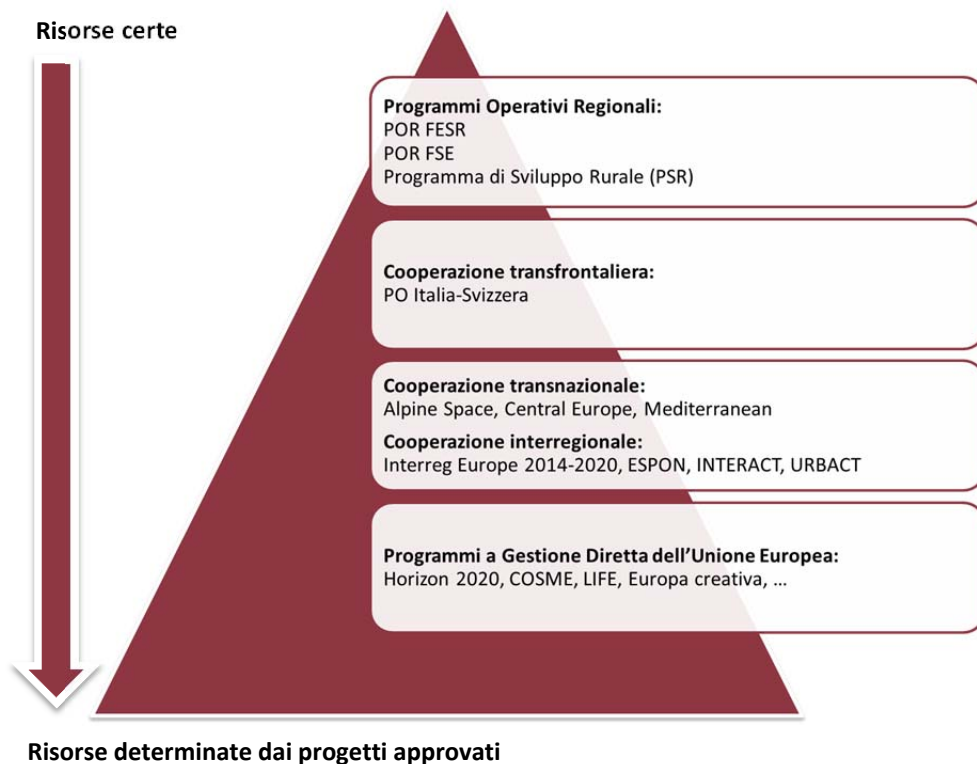 Risorse certe
Programmi Operativi Regionali:
POR FESR
POR FSE
Programma di Sviluppo Rurale (PSR)
Cooperazione transfrontaliera:
PO Italia-Svizzera
Cooperazione transnazionale:
Alpine Space, Central Europe, Mediterranean
Cooperazione interregionale:
Interreg Europe 2014-2020, ESPON, INTERACT, URBACT
Programmi a Gestione Diretta dell’Unione Europea:
Horizon 2020, COSME, LIFE, Europa creativa, ...
Risorse determinate dai progetti approvati